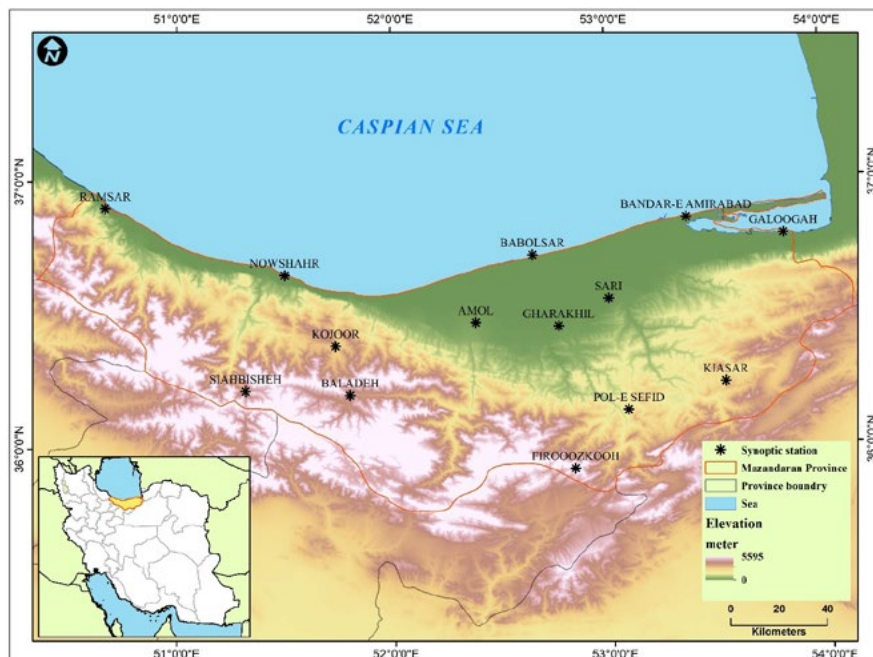 51°0'0"E 52°0'0"E 53°0'0"E 54°0'0"E
N
CASPIAN SEA
37°0'0"N
37°0'0"N
RAMSAR
BANDAR-E AMIRABAD
GALOOGAH
BABOLSAR
NOWSHAHR
SARI
AMOL
GHARAKHIL
KOJOOR
SIAHBISHEH
BALADEH
KIASAR
POL-E SEFID
36°0'0"N
36°0'0"N
FIROOOZKOOH
Synoptic station
Mazandaran Province
Province boundry
Sea
Elevation
meter
5595
0
0 20 40
Kilometers
51°0'0"E 52°0'0"E 53°0'0"E 54°0'0"E